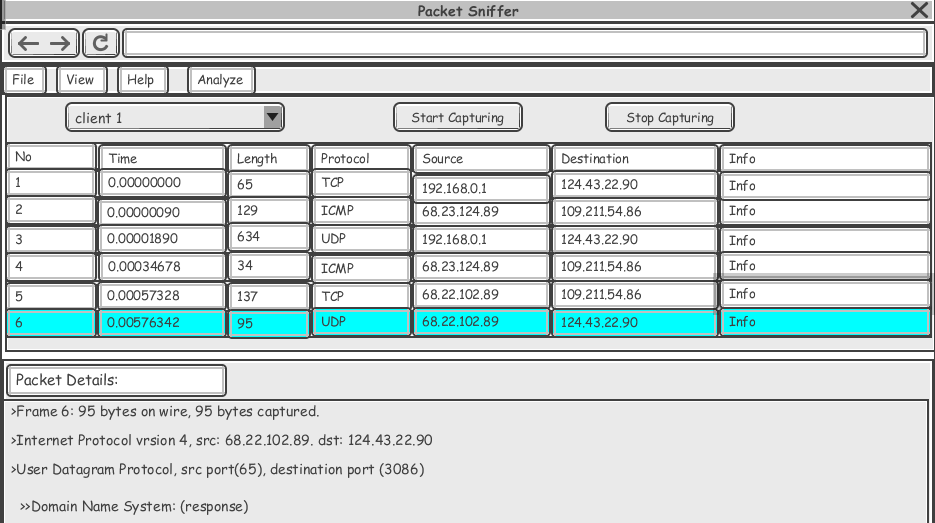 Packet Sniffer
File View Help Analyze
client 1 Start Capturing Stop Capturing
No Time Length Protocol Source Destination Info
1 0.00000000 65 TCP 192.168.0.1 124.43.22.90 Info
2 0.00000090 129 ICMP 68.23.124.89 109.211.54.86 Info
3 0.00001890 634 UDP 192.168.0.1 124.43.22.90 Info
4 0.00034678 34 ICMP 68.23.124.89 109.211.54.86 Info
5 0.00057328 137 TCP 68.22.102.89 109.211.54.86 Info
6 0.00576342 95 UDP 68.22.102.89 124.43.22.90 Info
Packet Details:
>Frame 6: 95 bytes on wire, 95 bytes captured.
>Internet Protocol vrsion 4, src: 68.22.102.89. dst: 124.43.22.90
>User Datagram Protocol, src port(65), destination port (3086)
>>Domain Name System: (response)